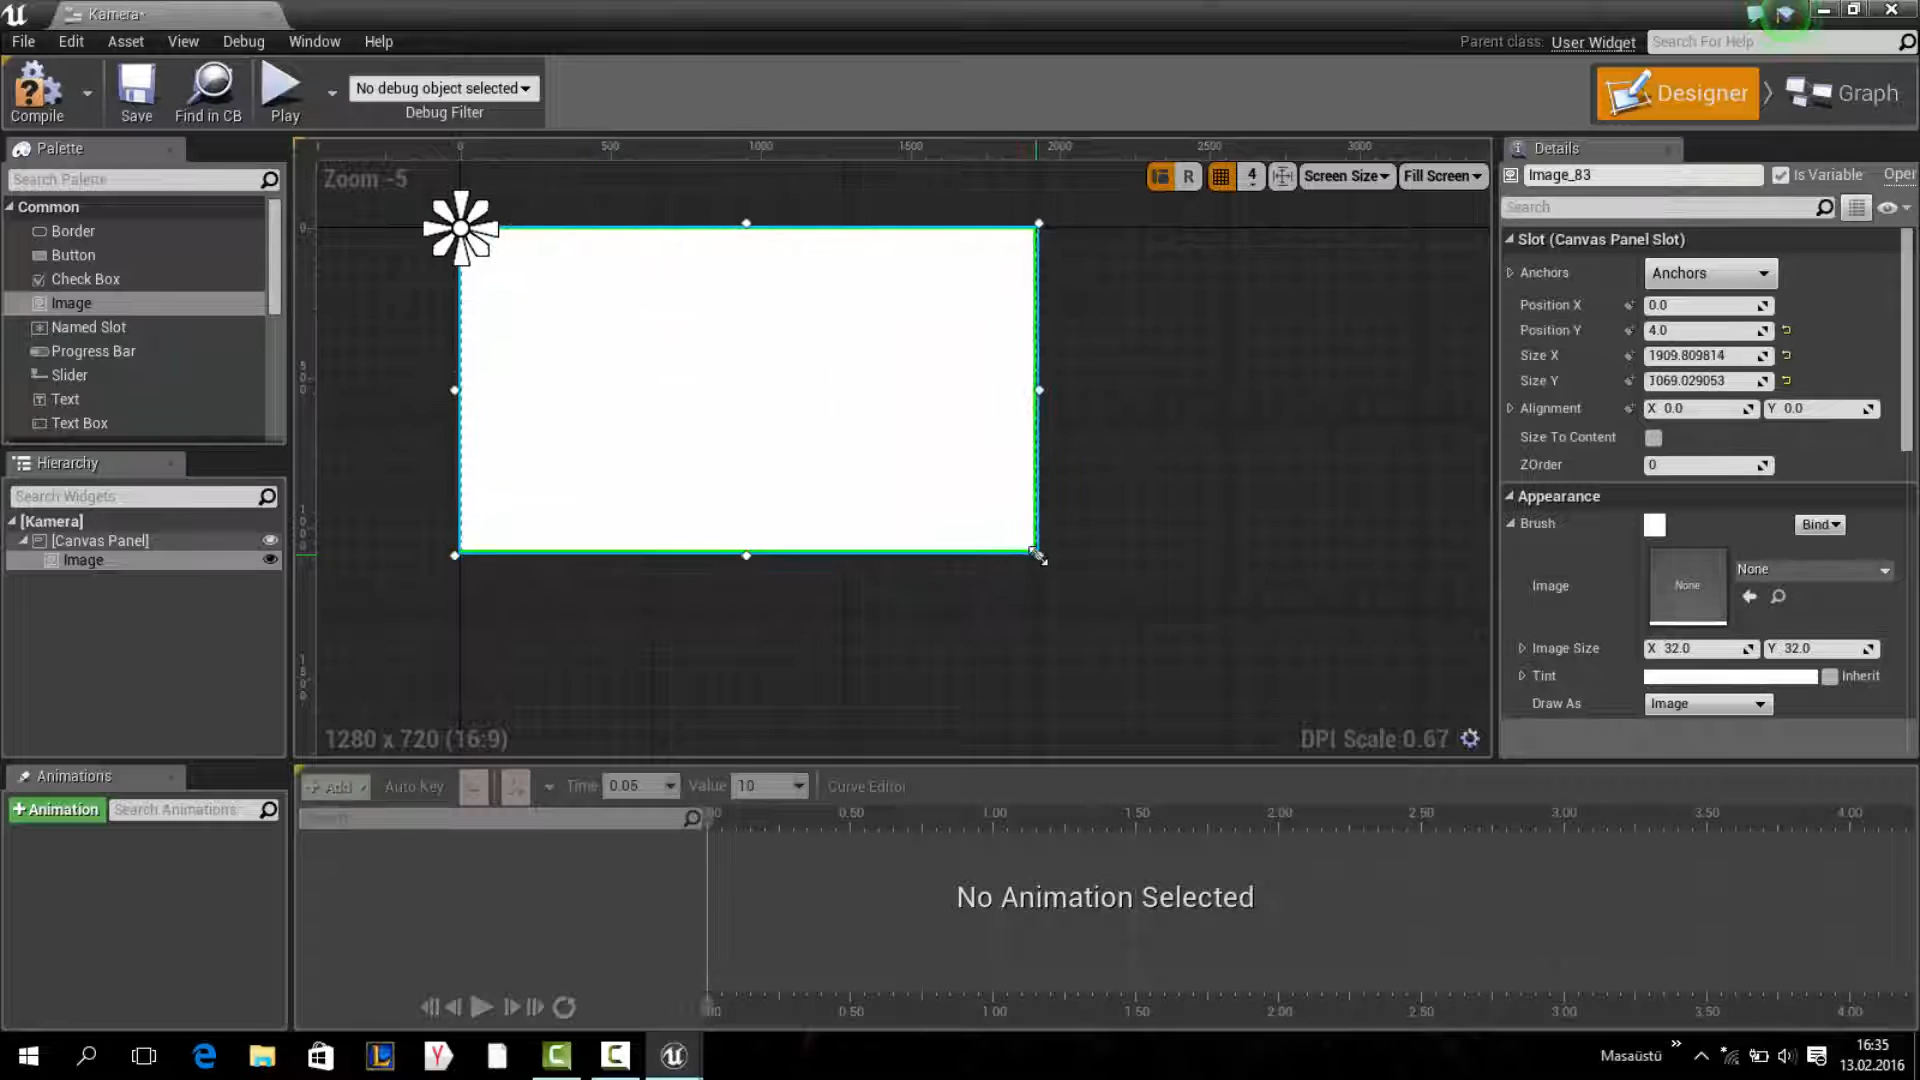 Kamera*
File Edit Asset View Debug Window Help
Parent class: User Widget Search For Help
Compile Save Find in CB Play
No debug object selected
Debug Filter
Designer Graph
Palette
Search Palette
Common
Border
Button
Check Box
Image
Named Slot
Progress Bar
Slider
Text
Text Box
Hierarchy
Search Widgets
[Kamera]
[Canvas Panel]
Image
Animations
+Animation Search Animations
0 500 1000 1500 2000 2500 3000
Zoom -5
R 4 Screen Size Fill Screen
1280 x 720 (16:9)
DPI Scale 0.67
Details
Image_83 Is Variable Oper
Search
Slot (Canvas Panel Slot)
Anchors Anchors
Position X 0.0
Position Y 4.0
Size X 1909.809814
Size Y 1069.029053
Alignment X 0.0 Y 0.0
Size To Content
ZOrder 0
Appearance
Brush Bind
Image None None
Image Size X 32.0 Y 32.0
Tint Inherit
Draw As Image
Add Auto Key Time 0.05 Value 10 Curve Editor
0.50 1.00 1.50 2.00 2.50 3.00 3.50 4.00
No Animation Selected
0.50 1.00 1.50 2.00 2.50 3.00 3.50 4.00
Masaüstü
16:35
13.02.2016